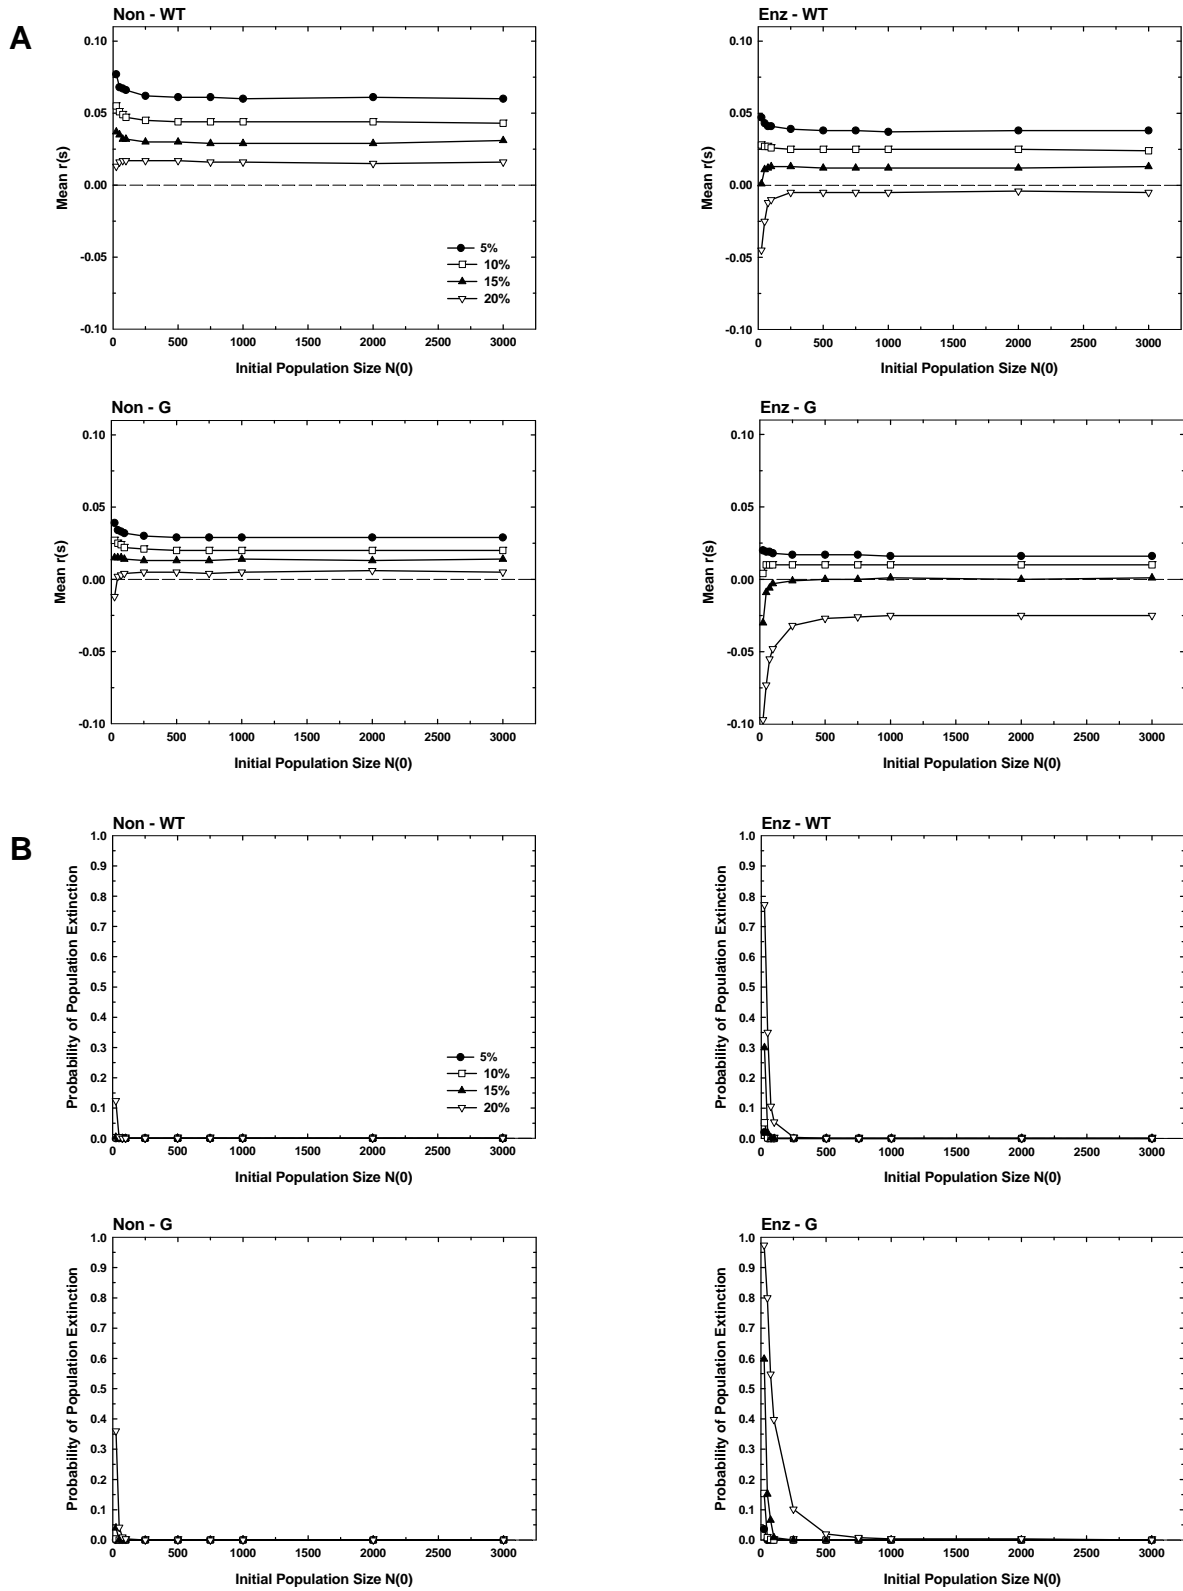 A
Non - WT
0.10
0.05
0.00
-0.05
-0.10
Mean r(s)
5%
10%
15%
20%
0 500 1000 1500 2000 2500 3000
Initial Population Size N(0)
Enz - WT
0.10
0.05
0.00
-0.05
-0.10
Mean r(s)
0 500 1000 1500 2000 2500 3000
Initial Population Size N(0)
Non - G
0.10
0.05
0.00
-0.05
-0.10
Mean r(s)
0 500 1000 1500 2000 2500 3000
Initial Population Size N(0)
Enz - G
0.10
0.05
0.00
-0.05
-0.10
Mean r(s)
0 500 1000 1500 2000 2500 3000
Initial Population Size N(0)
B
Non - WT
1.0
0.9
0.8
0.7
0.6
0.5
0.4
0.3
0.2
0.1
0.0
Probability of Population Extinction
5%
10%
15%
20%
0 500 1000 1500 2000 2500 3000
Initial Population Size N(0)
Enz - WT
1.0
0.9
0.8
0.7
0.6
0.5
0.4
0.3
0.2
0.1
0.0
Probability of Population Extinction
0 500 1000 1500 2000 2500 3000
Initial Population Size N(0)
Non - G
1.0
0.9
0.8
0.7
0.6
0.5
0.4
0.3
0.2
0.1
0.0
Probability of Population Extinction
0 500 1000 1500 2000 2500 3000
Initial Population Size N(0)
Enz - G
1.0
0.9
0.8
0.7
0.6
0.5
0.4
0.3
0.2
0.1
0.0
Probability of Population Extinction
0 500 1000 1500 2000 2500 3000
Initial Population Size N(0)